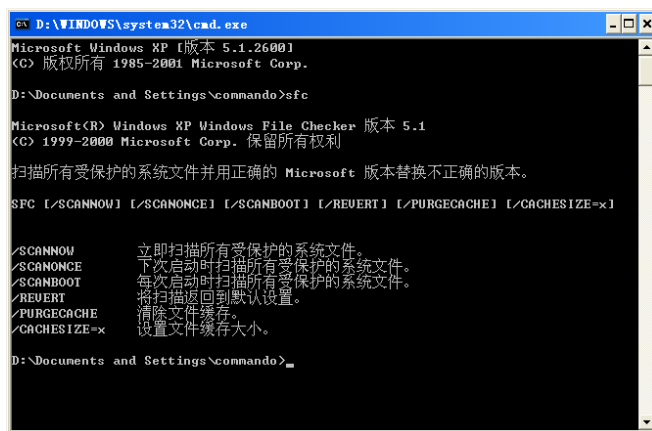 D:\WINDOWS\system32\cmd.exe
Microsoft Windows XP [版本 5.1.2600]
(C) 版权所有 1985-2001 Microsoft Corp.
D:\Documents and Settings\commando>sfc
Microsoft(R) Windows XP Windows File Checker 版本 5.1
(C) 1999-2000 Microsoft Corp. 保留所有权利
扫描所有受保护的系统文件并用正确的 Microsoft 版本替换不正确的版本。
SFC [/SCANNOW] [/SCANONCE] [/SCANBOOT] [/REVERT] [/PURGECACHE] [/CACHESIZE=x]
/SCANNOW 立即扫描所有受保护的系统文件。
/SCANONCE 下次启动时扫描所有受保护的系统文件。
/SCANBOOT 每次启动时扫描所有受保护的系统文件。
/REVERT 将扫描返回到默认设置。
/PURGECACHE 清除文件缓存。
/CACHESIZE=x 设置文件缓存大小。
D:\Documents and Settings\commando>_